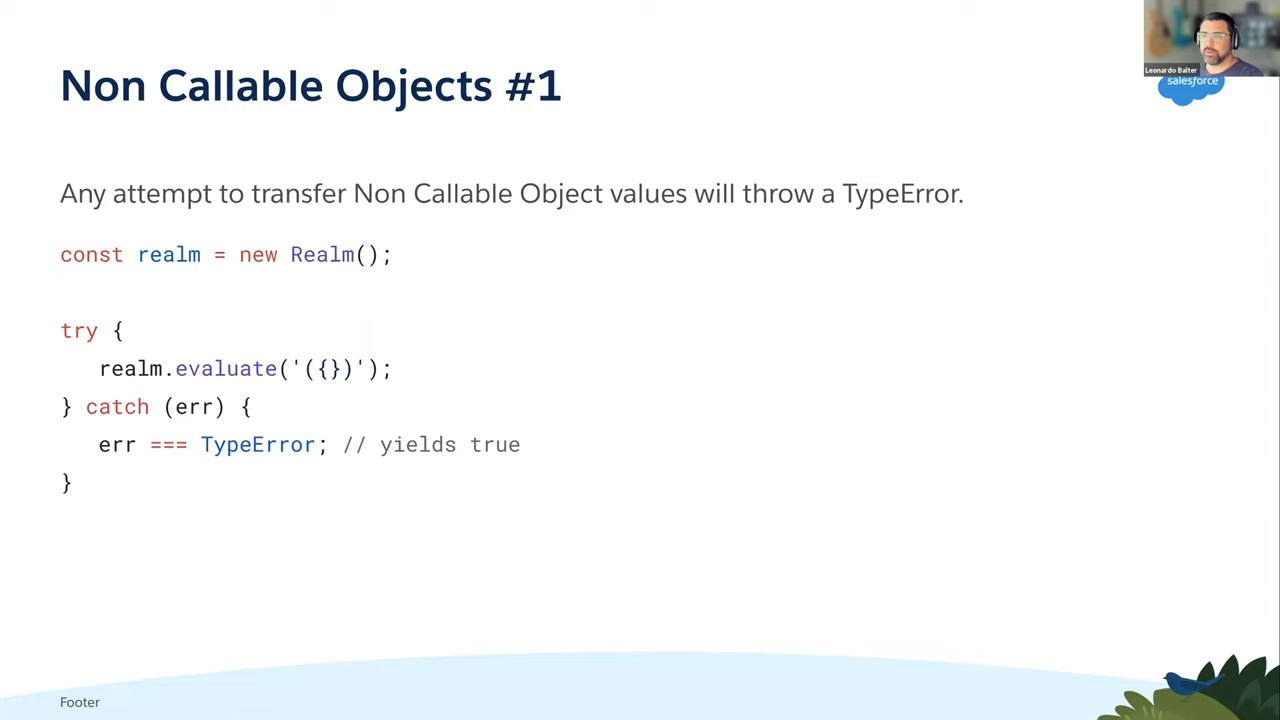 Leonardo Balter
salesforce
Non Callable Objects #1
Any attempt to transfer Non Callable Object values will throw a TypeError.
const realm = new Realm();
try {
   realm.evaluate('({})');
} catch (err) {
   err === TypeError; // yields true
}
Footer